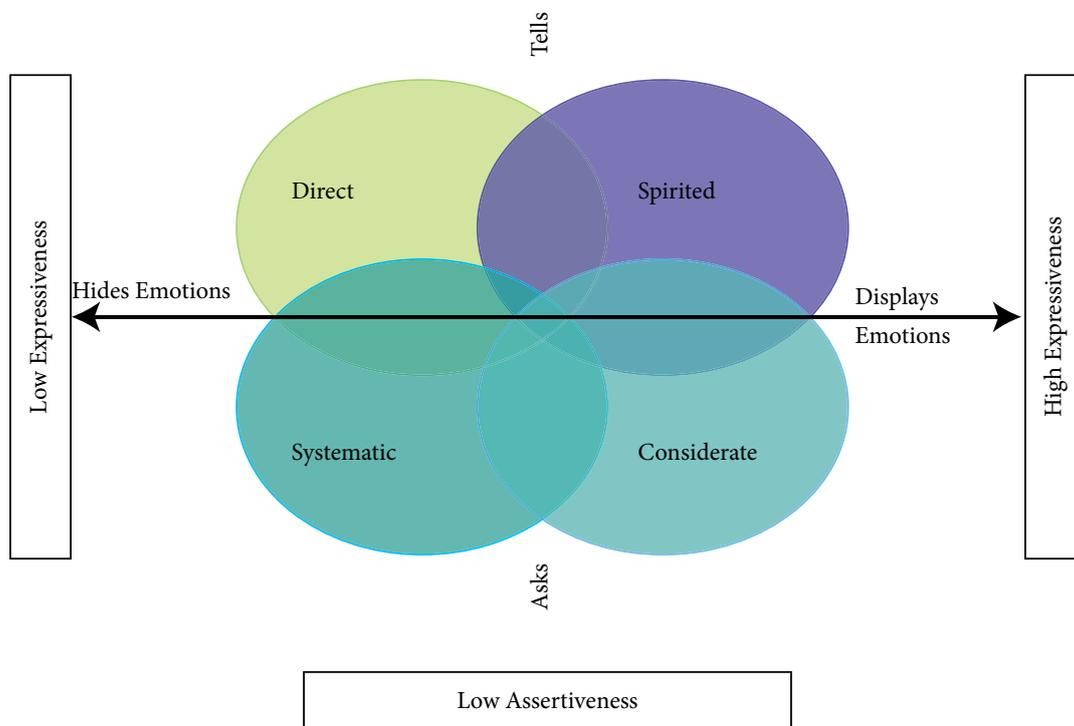 Tells
Direct
Spirited
Low Expressiveness
Hides Emotions
Displays
Emotions
High Expressiveness
Systematic
Considerate
Asks
Low Assertiveness